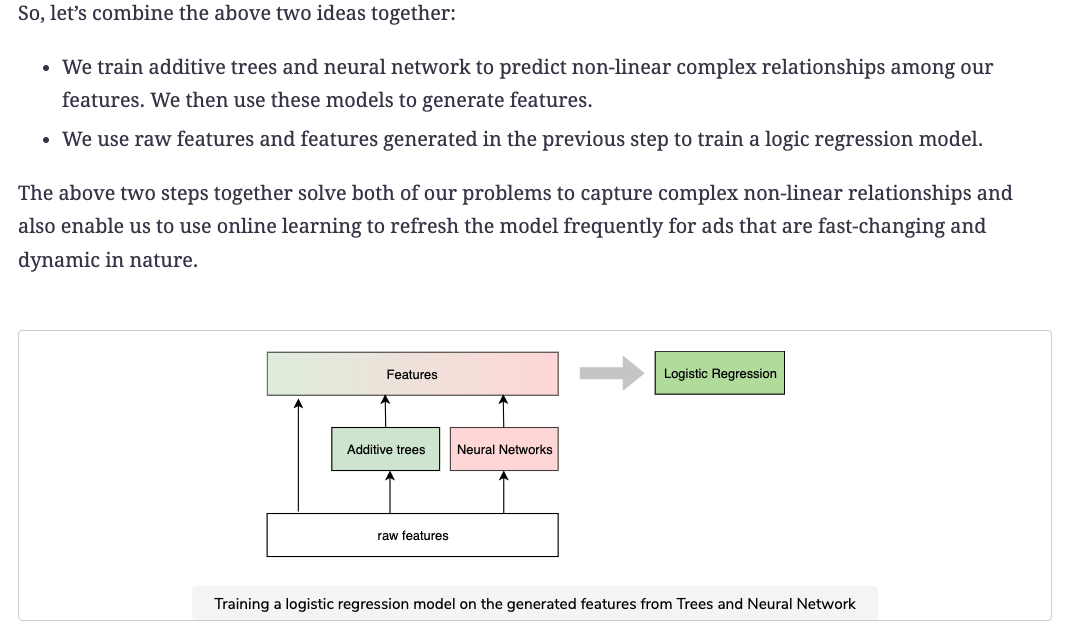 So, let’s combine the above two ideas together:
• We train additive trees and neural network to predict non-linear complex relationships among our
features. We then use these models to generate features.
• We use raw features and features generated in the previous step to train a logic regression model.
The above two steps together solve both of our problems to capture complex non-linear relationships and
also enable us to use online learning to refresh the model frequently for ads that are fast-changing and
dynamic in nature.
Features
Logistic Regression
Additive trees
Neural Networks
raw features
Training a logistic regression model on the generated features from Trees and Neural Network